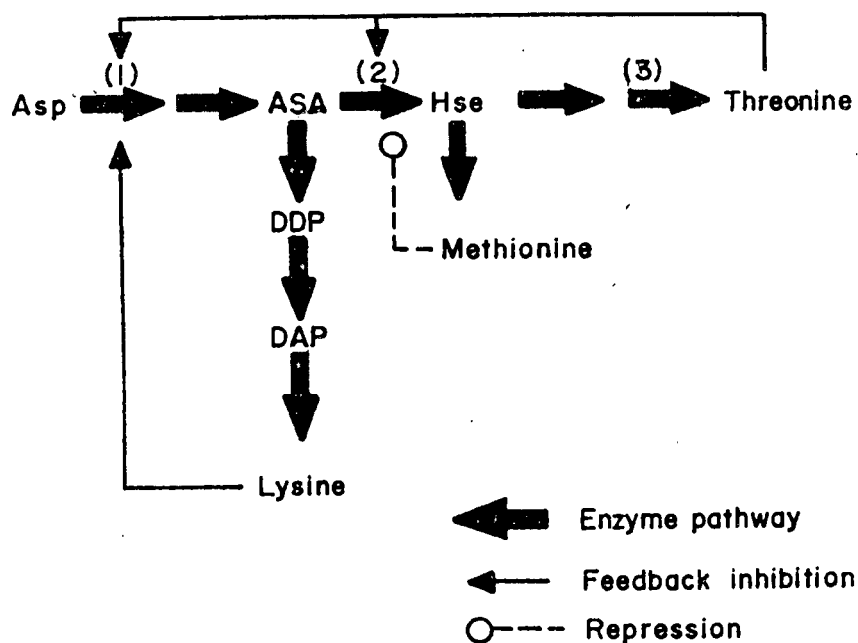 (1) (2) (3)
Asp ASA Hse Threonine
DDP
Methionine
DAP
Lysine
Enzyme pathway
Feedback inhibition
Repression